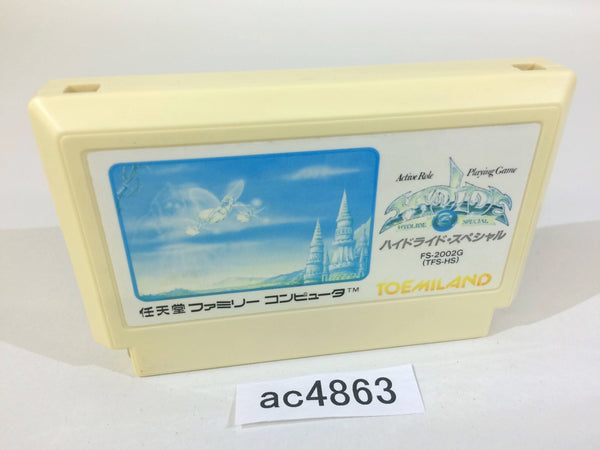 Active Role Playing Game
HYDLIDE SPECIAL
ハイドライド・スペシャル
FS-2002G
(TFS-HS)
任天堂 ファミリー コンピュータ™
TOEMILAND
ac4863